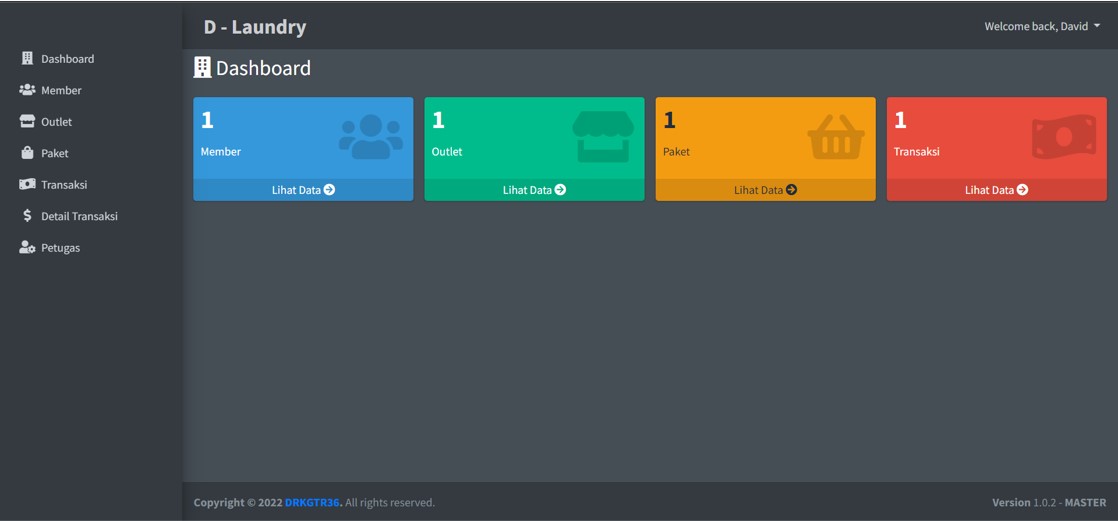 D - Laundry
Welcome back, David
Dashboard
Member
Outlet
Paket
Transaksi
Detail Transaksi
Petugas
Dashboard
1
Member
Lihat Data
1
Outlet
Lihat Data
1
Paket
Lihat Data
1
Transaksi
Lihat Data
Copyright © 2022 DRKGTR36. All rights reserved.
Version 1.0.2 - MASTER